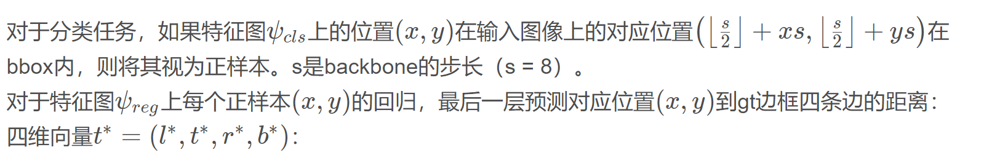 对于分类任务，如果特征图$\psi_{cls}$上的位置$(x, y)$在输入图像上的对应位置$\left(\left\lfloor \frac{s}{2} \right\rfloor + xs, \left\lfloor \frac{s}{2} \right\rfloor + ys\right)$在
bbox内，则将其视为正样本。s是backbone的步长（s = 8）。
对于特征图$\psi_{reg}$上每个正样本$(x, y)$的回归，最后一层预测对应位置$(x, y)$到gt边框四条边的距离：
四维向量$t^* = (l^*, t^*, r^*, b^*)$：